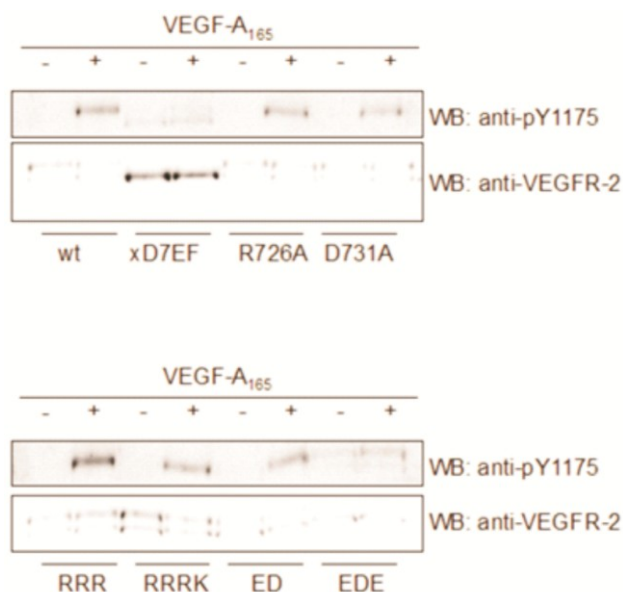 VEGF-A₁₆₅
- + - + - + - +
WB: anti-pY1175
WB: anti-VEGFR-2
wt xD7EF R726A D731A
VEGF-A₁₆₅
- + - + - + - +
WB: anti-pY1175
WB: anti-VEGFR-2
RRR RRRK ED EDE